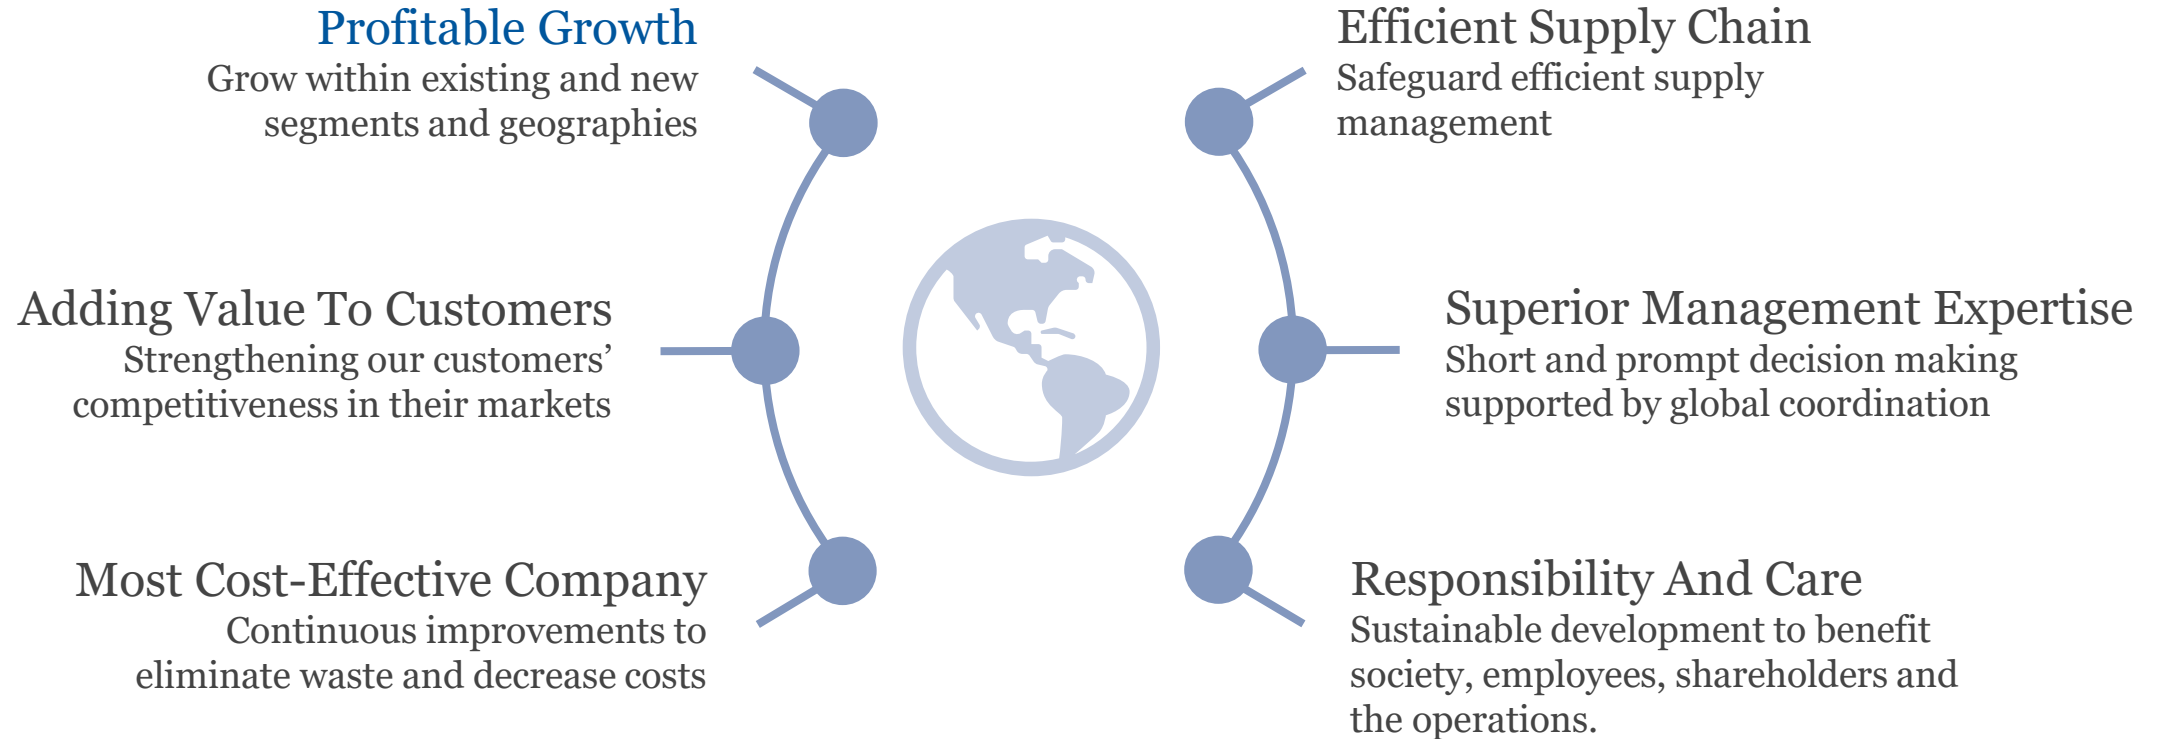 Profitable Growth
Grow within existing and new
segments and geographies
Adding Value To Customers
Strengthening our customers’
competitiveness in their markets
Most Cost-Effective Company
Continuous improvements to
eliminate waste and decrease costs
Efficient Supply Chain
Safeguard efficient supply
management
Superior Management Expertise
Short and prompt decision making
supported by global coordination
Responsibility And Care
Sustainable development to benefit
society, employees, shareholders and
the operations.